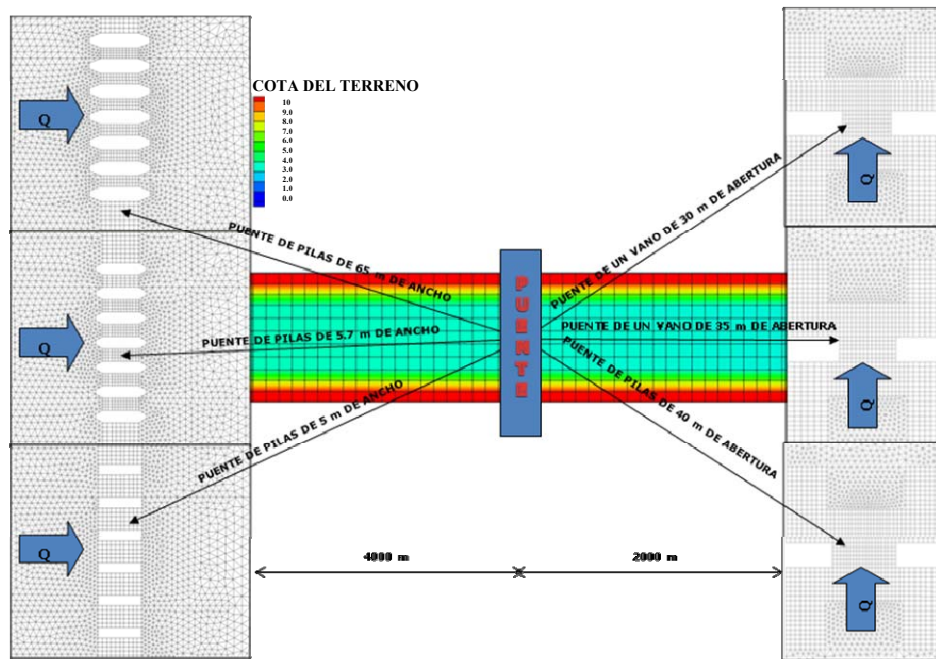 Q
COTA DEL TERRENO
10
9.0
8.0
7.0
6.0
5.0
4.0
3.0
2.0
1.0
0.0
Q
PUENTE DE PILAS DE 65 m DE ANCHO
PUENTE DE UN VANO DE 30 m DE ABERTURA
PUENTE
Q
PUENTE DE PILAS DE 5.7 m DE ANCHO
PUENTE DE UN VANO DE 35 m DE ABERTURA
Q
PUENTE DE PILAS DE 5 m DE ANCHO
PUENTE DE PILAS DE 40 m DE ABERTURA
Q
4000 m
2000 m
Q